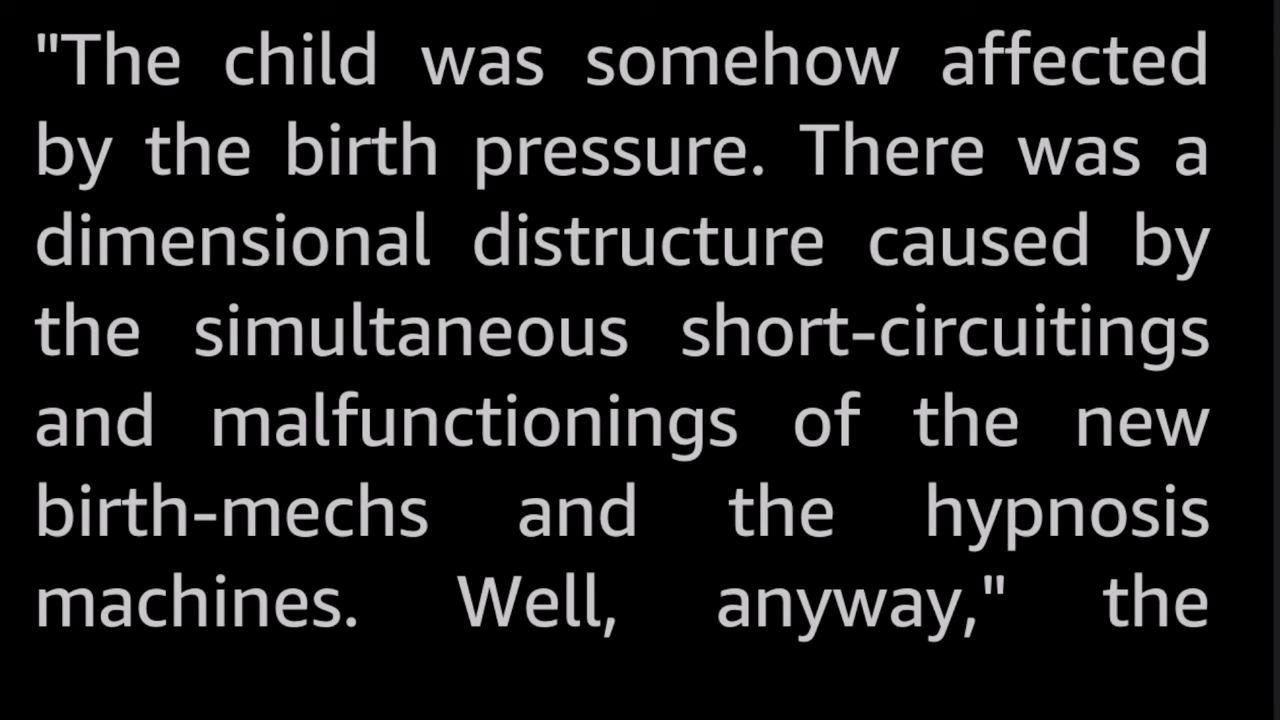 "The child was somehow affected
by the birth pressure. There was a
dimensional distructure caused by
the simultaneous short-circuitings
and malfunctionings of the new
birth-mechs and the hypnosis
machines. Well, anyway," the